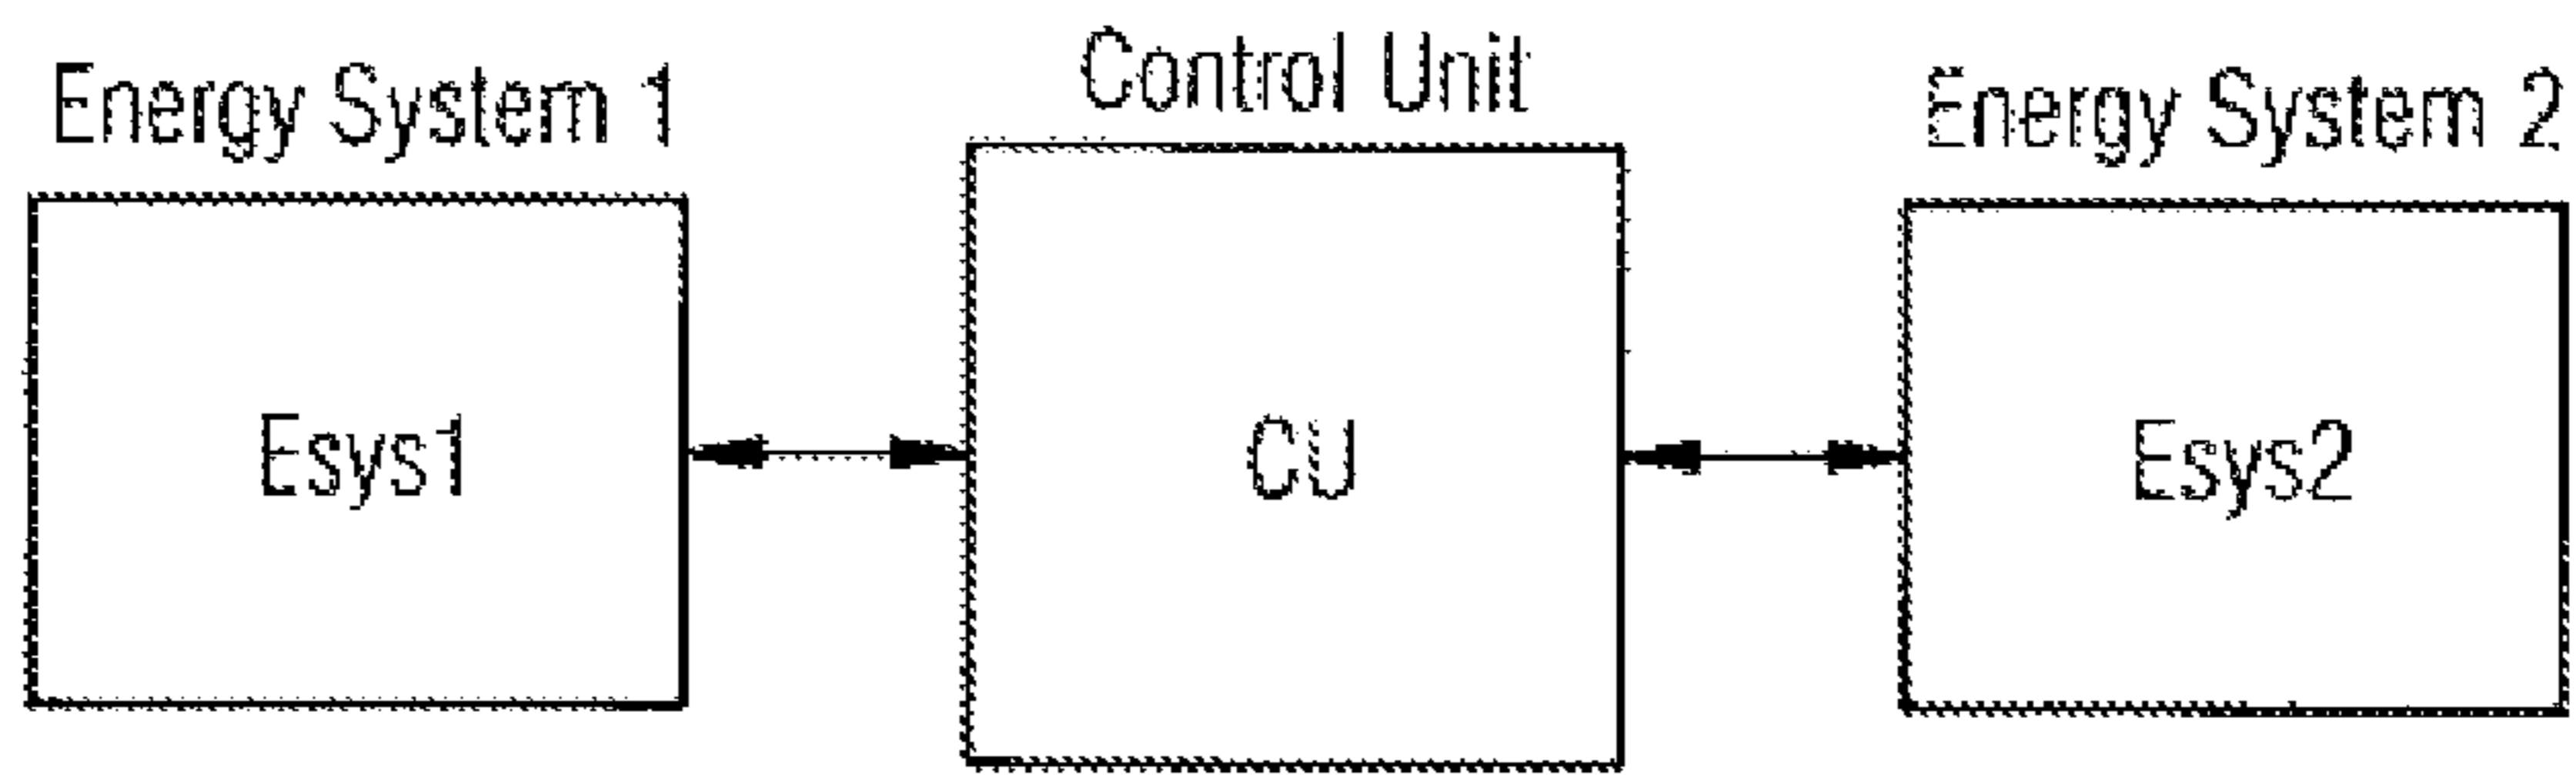 Energy System 1
Control Unit
Energy System 2
Esys1
CU
Esys2